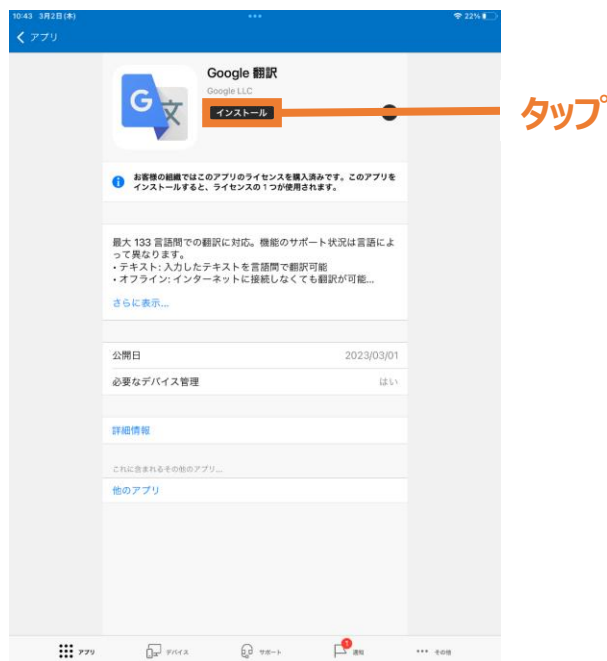 10:43 3月2日(木)
22%
アプリ
Google 翻訳
Google LLC
インストール
タップ
お客様の組織ではこのアプリのライセンスを購入済みです。このアプリを
インストールすると、ライセンスの 1 つが使用されます。
最大 133 言語間での翻訳に対応。機能のサポート状況は言語によ
って異なります。
・テキスト: 入力したテキストを言語間で翻訳可能
・オフライン: インターネットに接続しなくても翻訳が可能...
さらに表示...
公開日 2023/03/01
必要なデバイス管理 はい
詳細情報
これに含まれるその他のアプリ...
他のアプリ
アプリ デバイス サポート 1 通知 その他